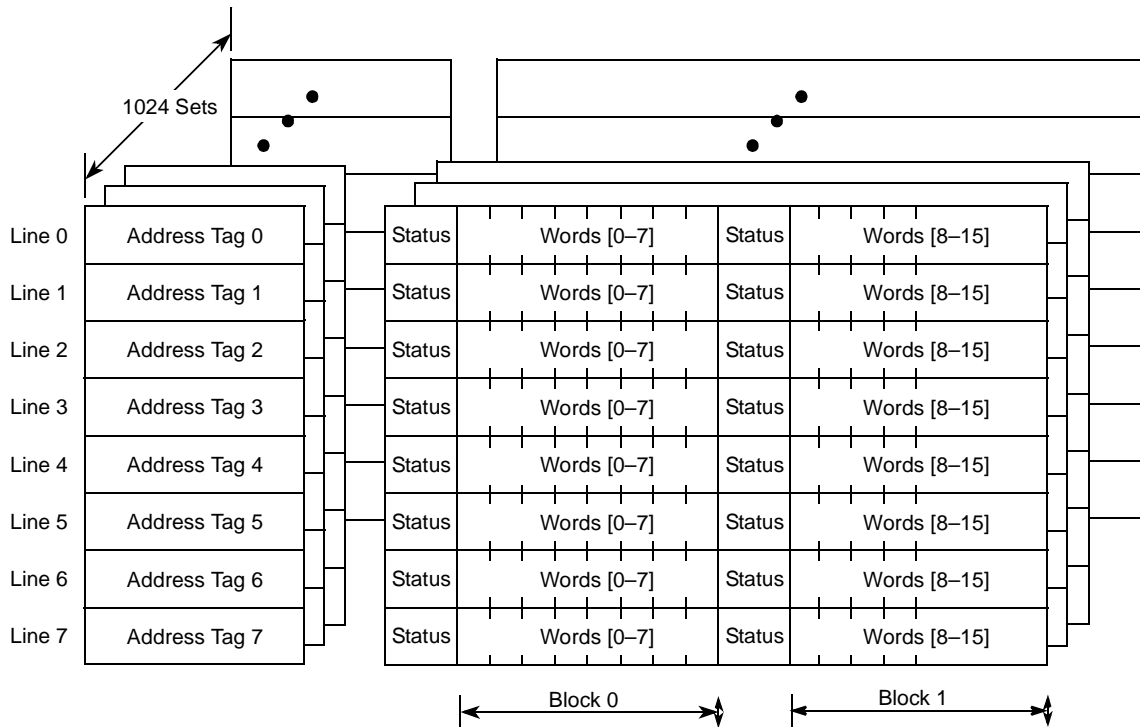 1024 Sets
Line 0 Address Tag 0 Status Words [0–7] Status Words [8–15]
Line 1 Address Tag 1 Status Words [0–7] Status Words [8–15]
Line 2 Address Tag 2 Status Words [0–7] Status Words [8–15]
Line 3 Address Tag 3 Status Words [0–7] Status Words [8–15]
Line 4 Address Tag 4 Status Words [0–7] Status Words [8–15]
Line 5 Address Tag 5 Status Words [0–7] Status Words [8–15]
Line 6 Address Tag 6 Status Words [0–7] Status Words [8–15]
Line 7 Address Tag 7 Status Words [0–7] Status Words [8–15]
Block 0 Block 1